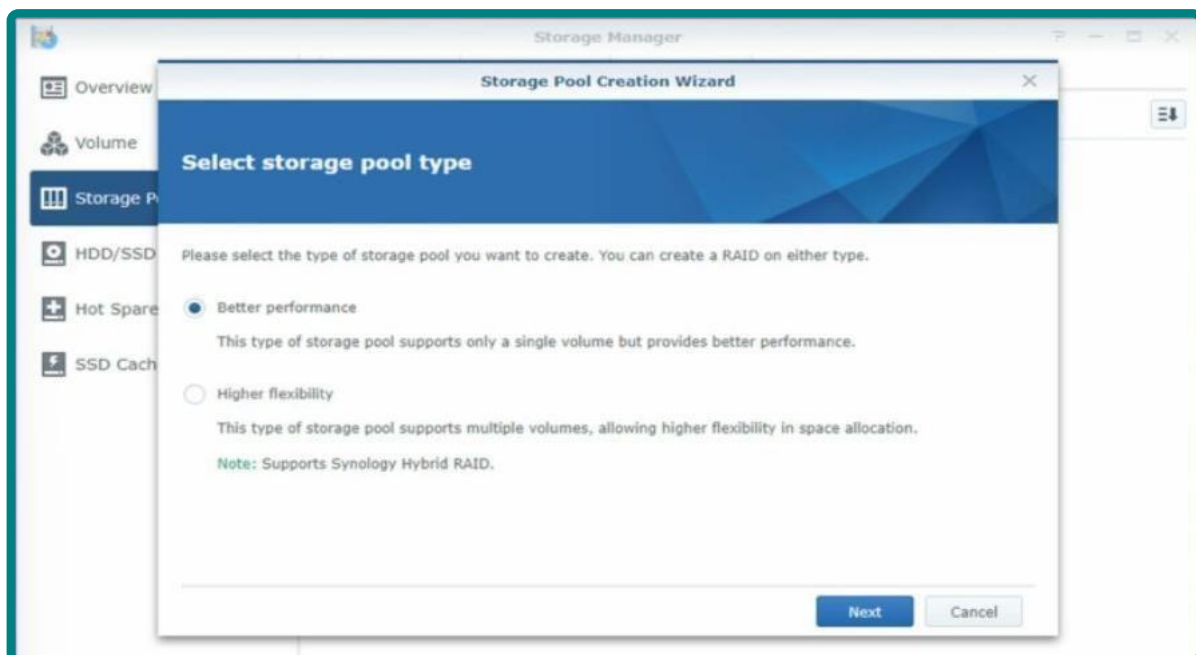 Storage Manager
Storage Pool Creation Wizard
Overview
Volume
Select storage pool type
Storage P
HDD/SSD
Please select the type of storage pool you want to create. You can create a RAID on either type.
Hot Spare
Better performance
This type of storage pool supports only a single volume but provides better performance.
SSD Cach
Higher flexibility
This type of storage pool supports multiple volumes, allowing higher flexibility in space allocation.
Note: Supports Synology Hybrid RAID.
Next
Cancel